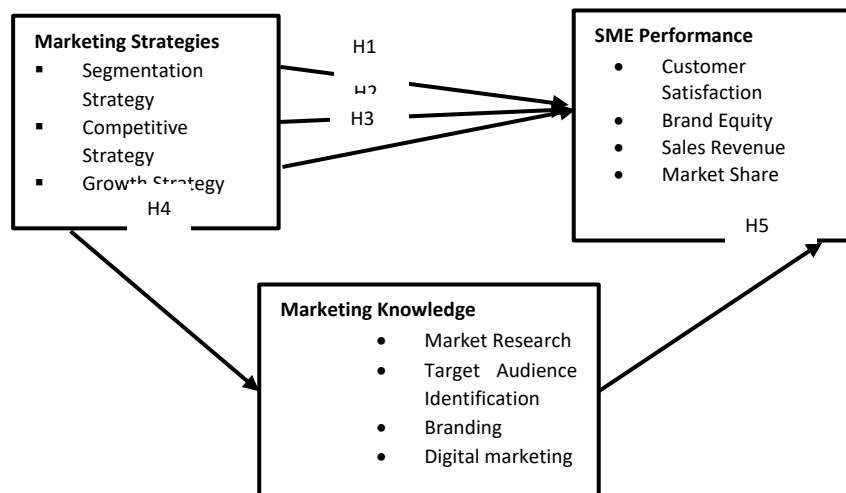 Marketing Strategies
▪ Segmentation
Strategy
▪ Competitive
Strategy
▪ Growth Strategy
H1
H2
H3
H4
SME Performance
• Customer
Satisfaction
• Brand Equity
• Sales Revenue
• Market Share
H5
Marketing Knowledge
• Market Research
• Target Audience
Identification
• Branding
• Digital marketing